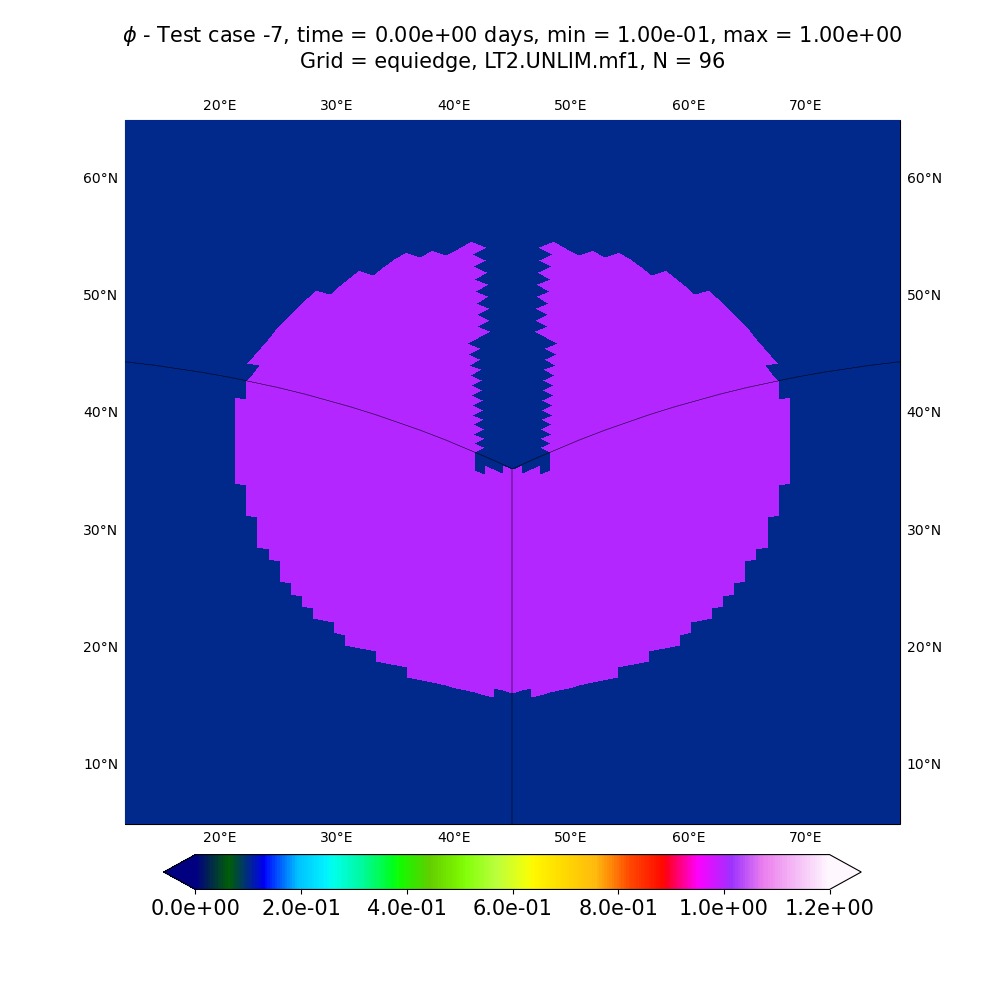 ϕ - Test case -7, time = 0.00e+00 days, min = 1.00e-01, max = 1.00e+00
Grid = equiedge, LT2.UNLIM.mf1, N = 96
20°E 30°E 40°E 50°E 60°E 70°E
60°N 60°N
50°N 50°N
40°N 40°N
30°N 30°N
20°N 20°N
10°N 10°N
20°E 30°E 40°E 50°E 60°E 70°E
0.0e+00 2.0e-01 4.0e-01 6.0e-01 8.0e-01 1.0e+00 1.2e+00